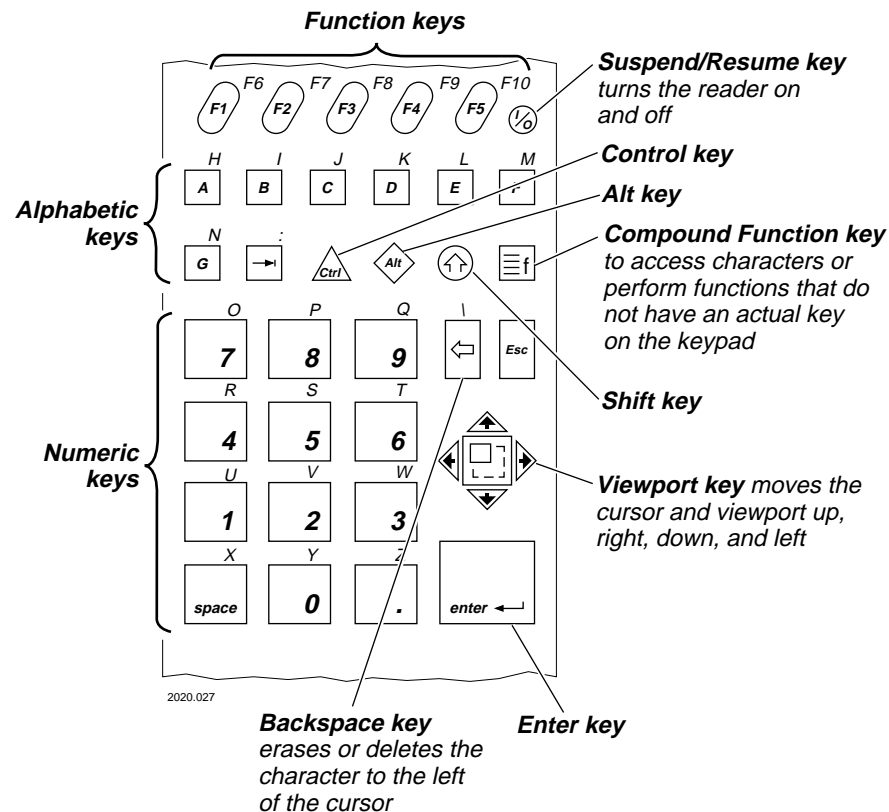 Function keys
F6 F7 F8 F9 F10
F1 F2 F3 F4 F5 I/O
Suspend/Resume key
turns the reader on
and off
Control key
Alt key
Alphabetic
keys
H I J K L M
A B C D E F
N :
G Ctrl Alt f
Compound Function key
to access characters or
perform functions that do
not have an actual key
on the keypad
O P Q \
7 8 9 Esc
Shift key
Numeric
keys
R S T
4 5 6
U V W
1 2 3
Viewport key moves the
cursor and viewport up,
right, down, and left
X Y Z
space 0 . enter
2020.027
Backspace key
erases or deletes the
character to the left
of the cursor
Enter key